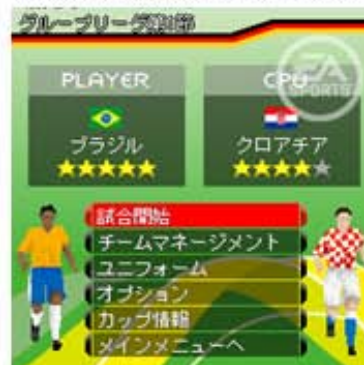 グループリーグ第1節
PLAYER
CPU
EA SPORTS
ブラジル
クロアチア
試合開始
チームマネージメント
ユニフォーム
オプション
カップ情報
メインメニューへ